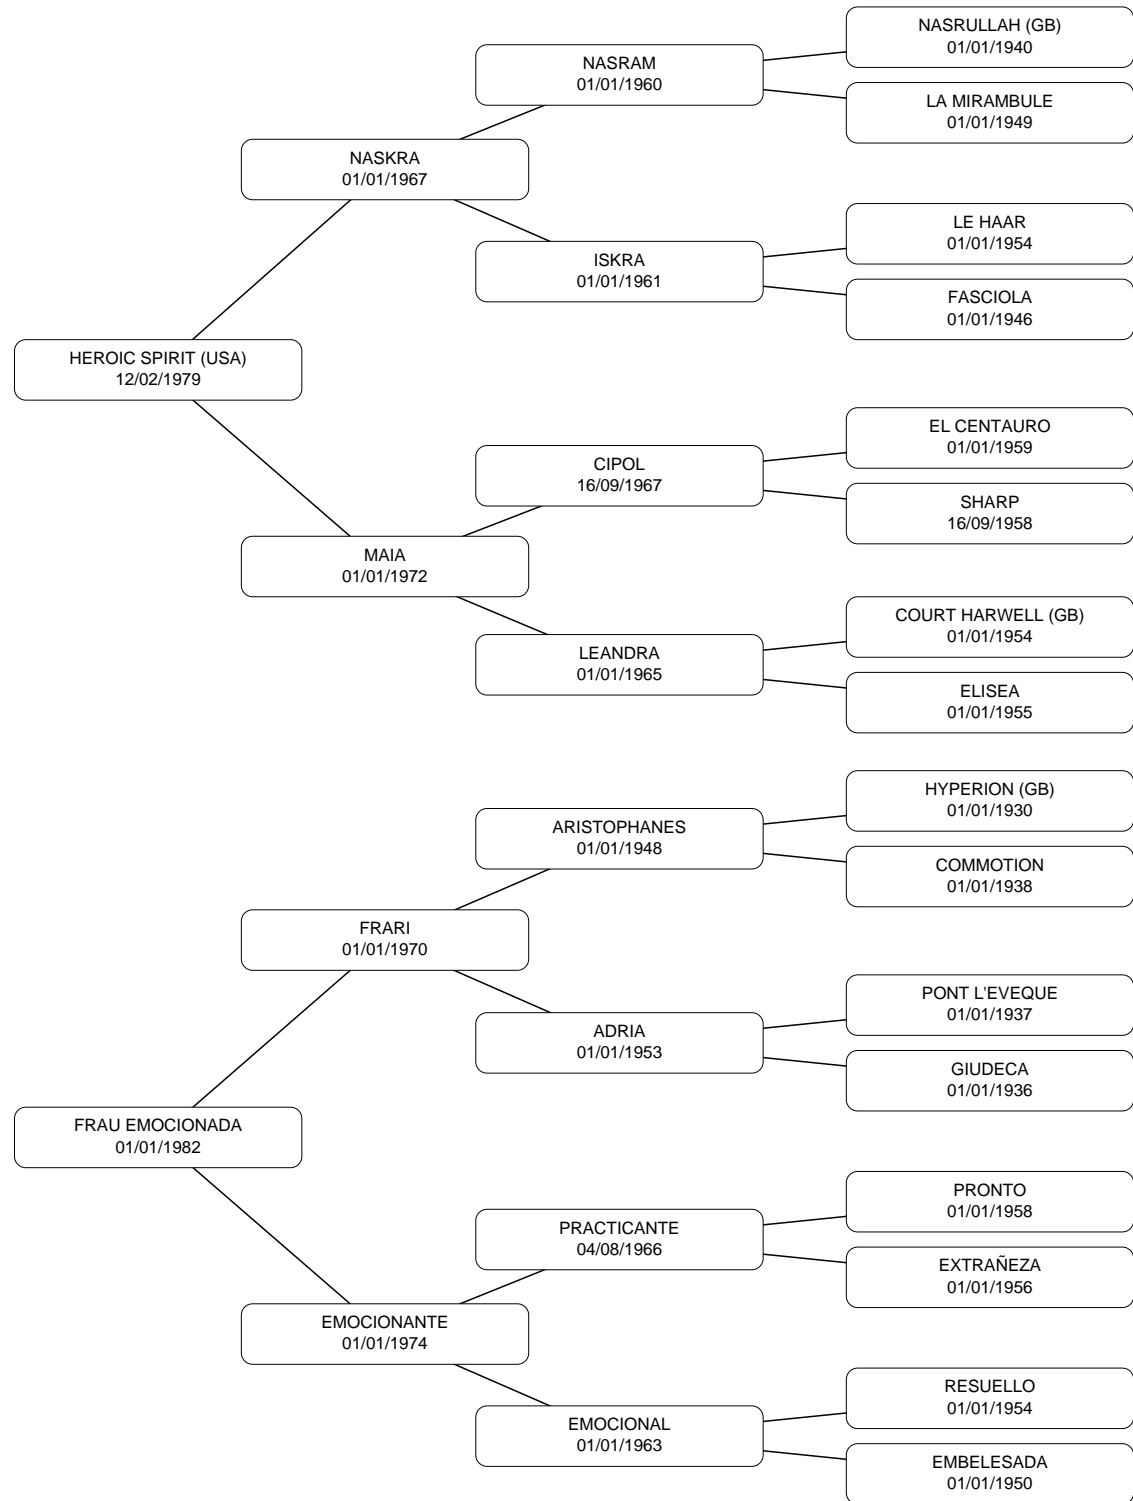 NASRULLAH (GB)
01/01/1940
NASRAM
01/01/1960
LA MIRAMBULE
01/01/1949
NASKRA
01/01/1967
LE HAAR
01/01/1954
ISKRA
01/01/1961
FASCIOLA
01/01/1946
HEROIC SPIRIT (USA)
12/02/1979
EL CENTAURO
01/01/1959
CIPOL
16/09/1967
SHARP
16/09/1958
MAIA
01/01/1972
COURT HARWELL (GB)
01/01/1954
LEANDRA
01/01/1965
ELISEA
01/01/1955
HYPERION (GB)
01/01/1930
ARISTOPHANES
01/01/1948
COMMOTION
01/01/1938
FRARI
01/01/1970
PONT L'EVEQUE
01/01/1937
ADRIA
01/01/1953
GIUDECA
01/01/1936
FRAU EMOCIONADA
01/01/1982
PRONTO
01/01/1958
PRACTICANTE
04/08/1966
EXTRAÑEZA
01/01/1956
EMOCIONANTE
01/01/1974
RESUELLO
01/01/1954
EMOCIONAL
01/01/1963
EMBELESADA
01/01/1950